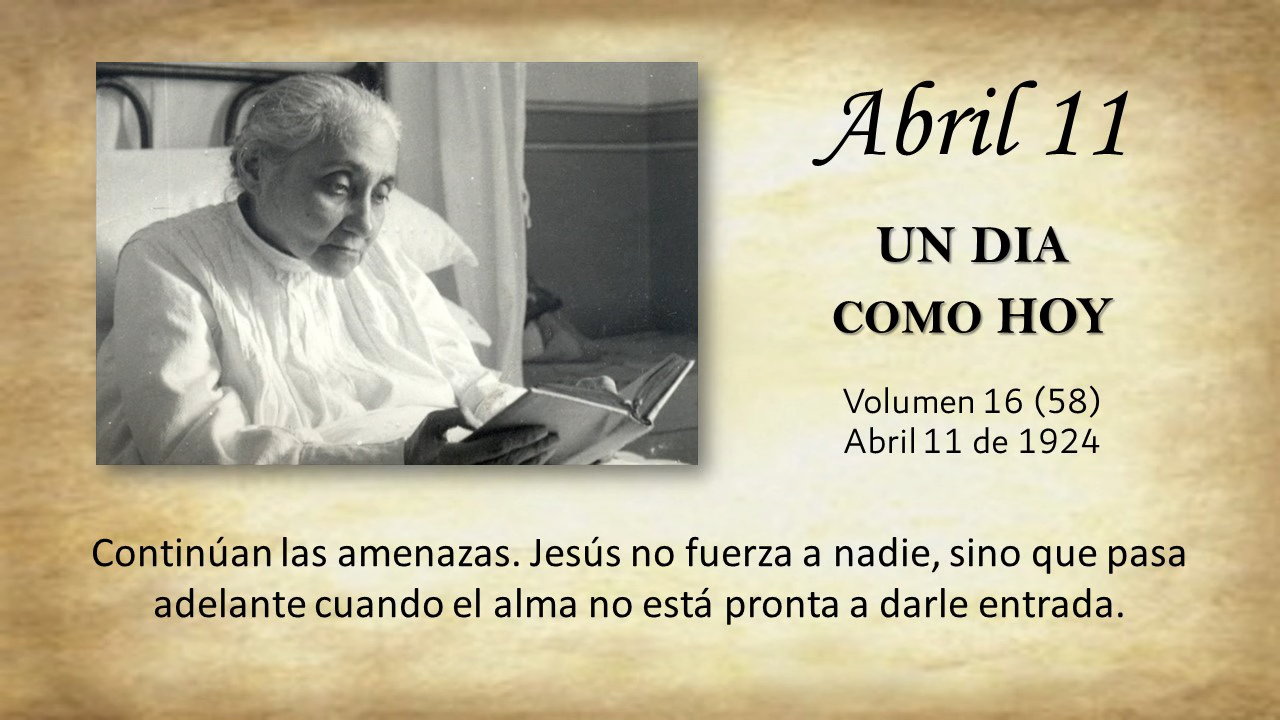 Abril 11
UN DIA
COMO HOY
Volumen 16 (58)
Abril 11 de 1924
Continúan las amenazas. Jesús no fuerza a nadie, sino que pasa
adelante cuando el alma no está pronta a darle entrada.